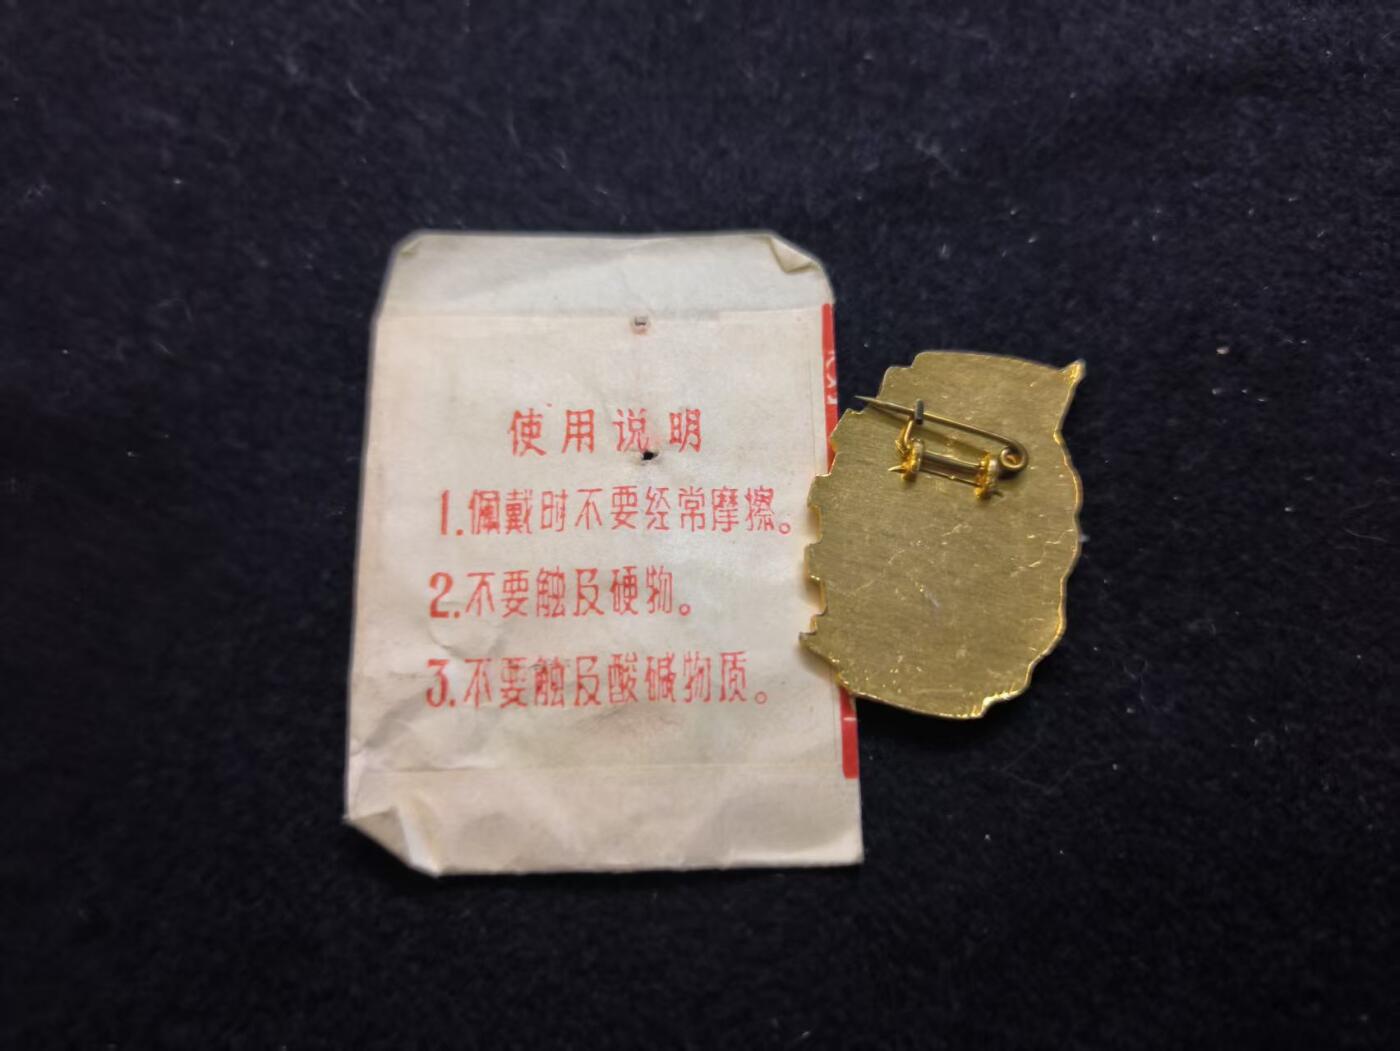 使用说明
1.佩戴时不要经常摩擦。
2.不要触及硬物。
3.不要触及酸碱物质。